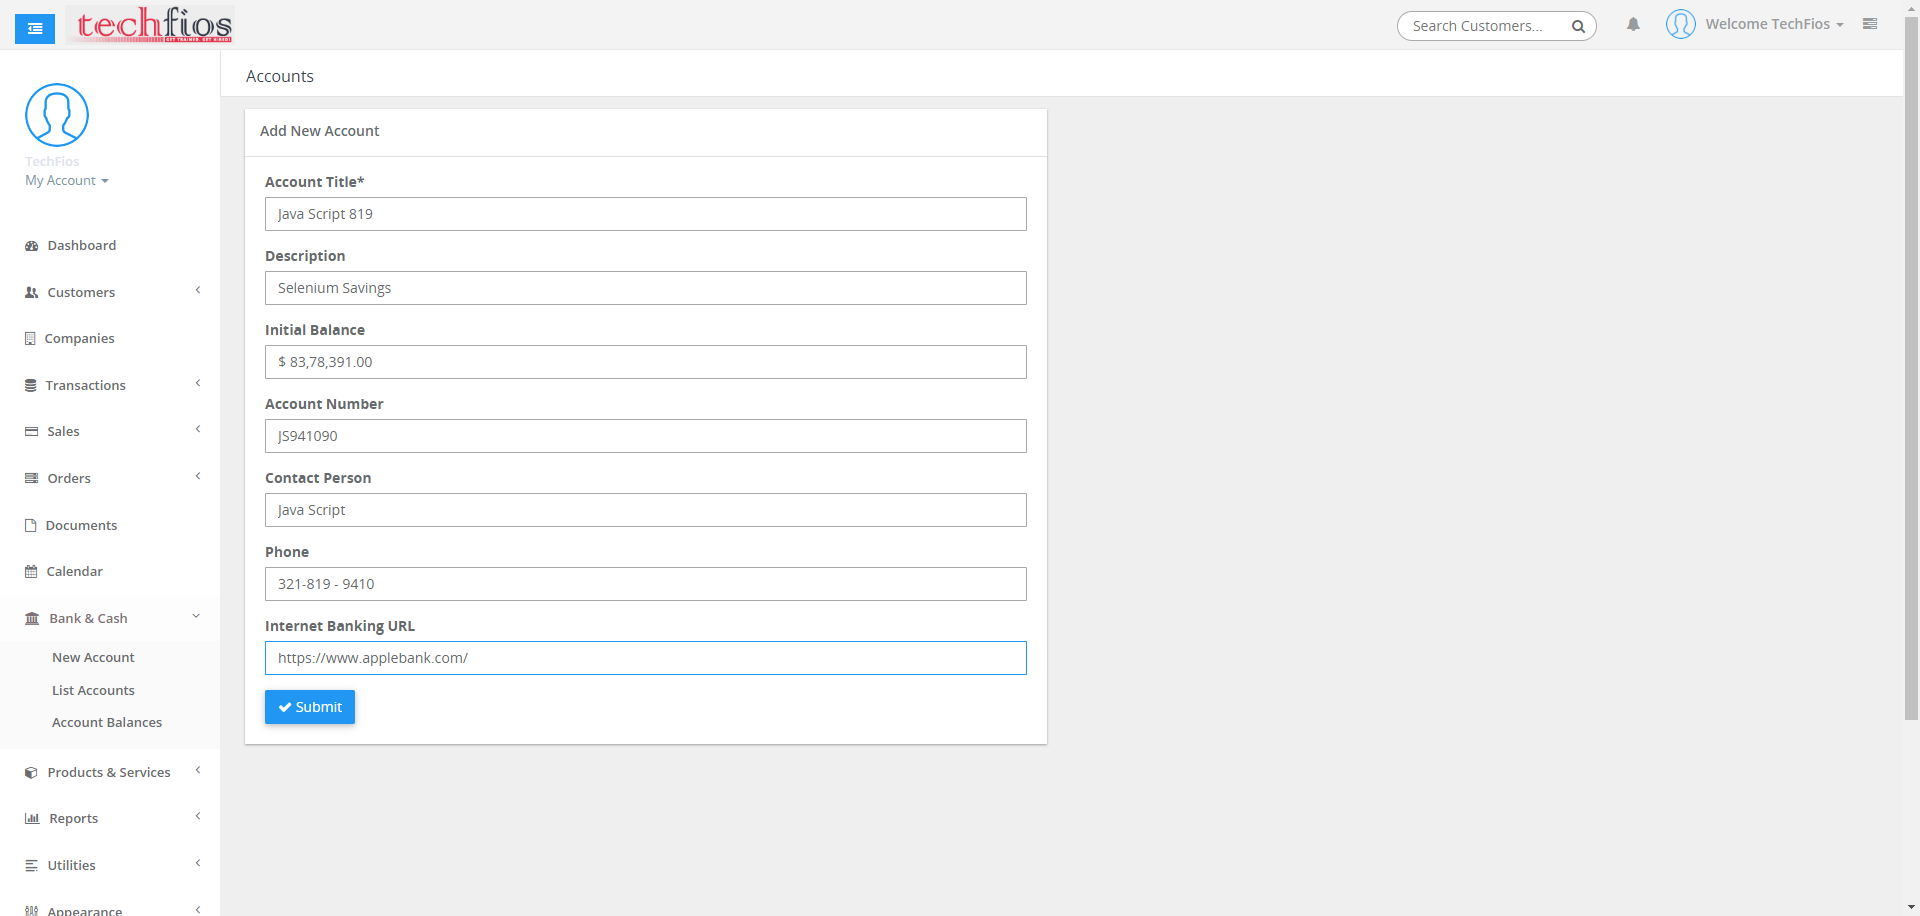 techfios
Search Customers...
Welcome TechFios
Accounts
TechFios
My Account
Dashboard
Customers
Companies
Transactions
Sales
Orders
Documents
Calendar
Bank & Cash
New Account
List Accounts
Account Balances
Products & Services
Reports
Utilities
Appearance
Add New Account
Account Title*
Java Script 819
Description
Selenium Savings
Initial Balance
$ 83,78,391.00
Account Number
JS941090
Contact Person
Java Script
Phone
321-819 - 9410
Internet Banking URL
https://www.applebank.com/
Submit